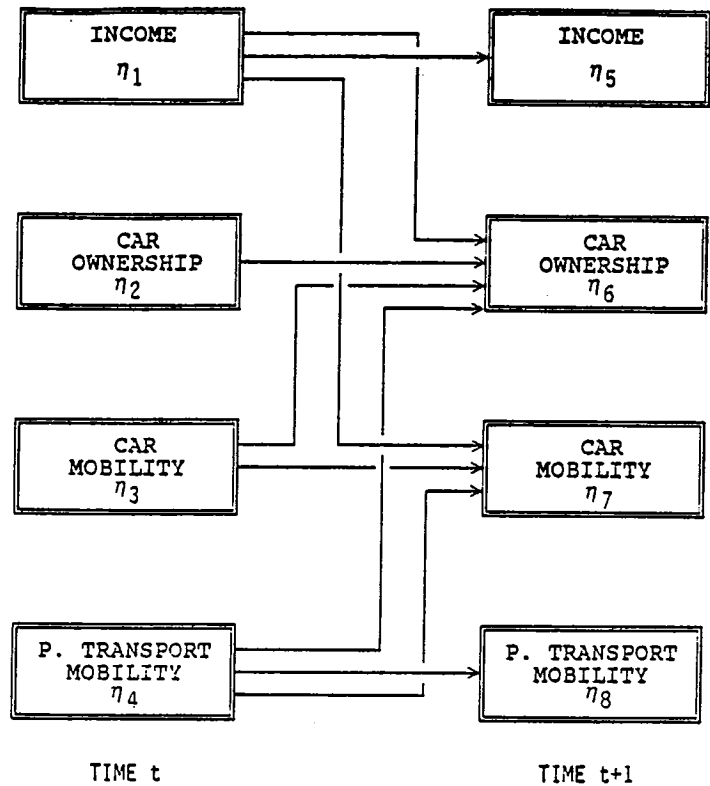 INCOME
η1
INCOME
η5
CAR
OWNERSHIP
η2
CAR
OWNERSHIP
η6
CAR
MOBILITY
η3
CAR
MOBILITY
η7
P. TRANSPORT
MOBILITY
η4
P. TRANSPORT
MOBILITY
η8
TIME t
TIME t+1